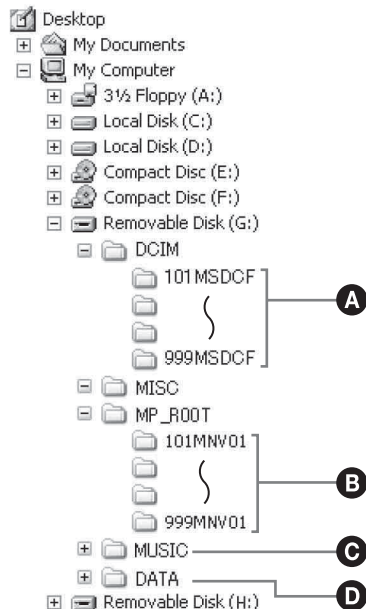 Desktop
My Documents
My Computer
3½ Floppy (A:)
Local Disk (C:)
Local Disk (D:)
Compact Disc (E:)
Compact Disc (F:)
Removable Disk (G:)
DCIM
101MSDCF
A
999MSDCF
MISC
MP_R00T
101MNV01
B
999MNV01
MUSIC C
DATA D
Removable Disk (H:)